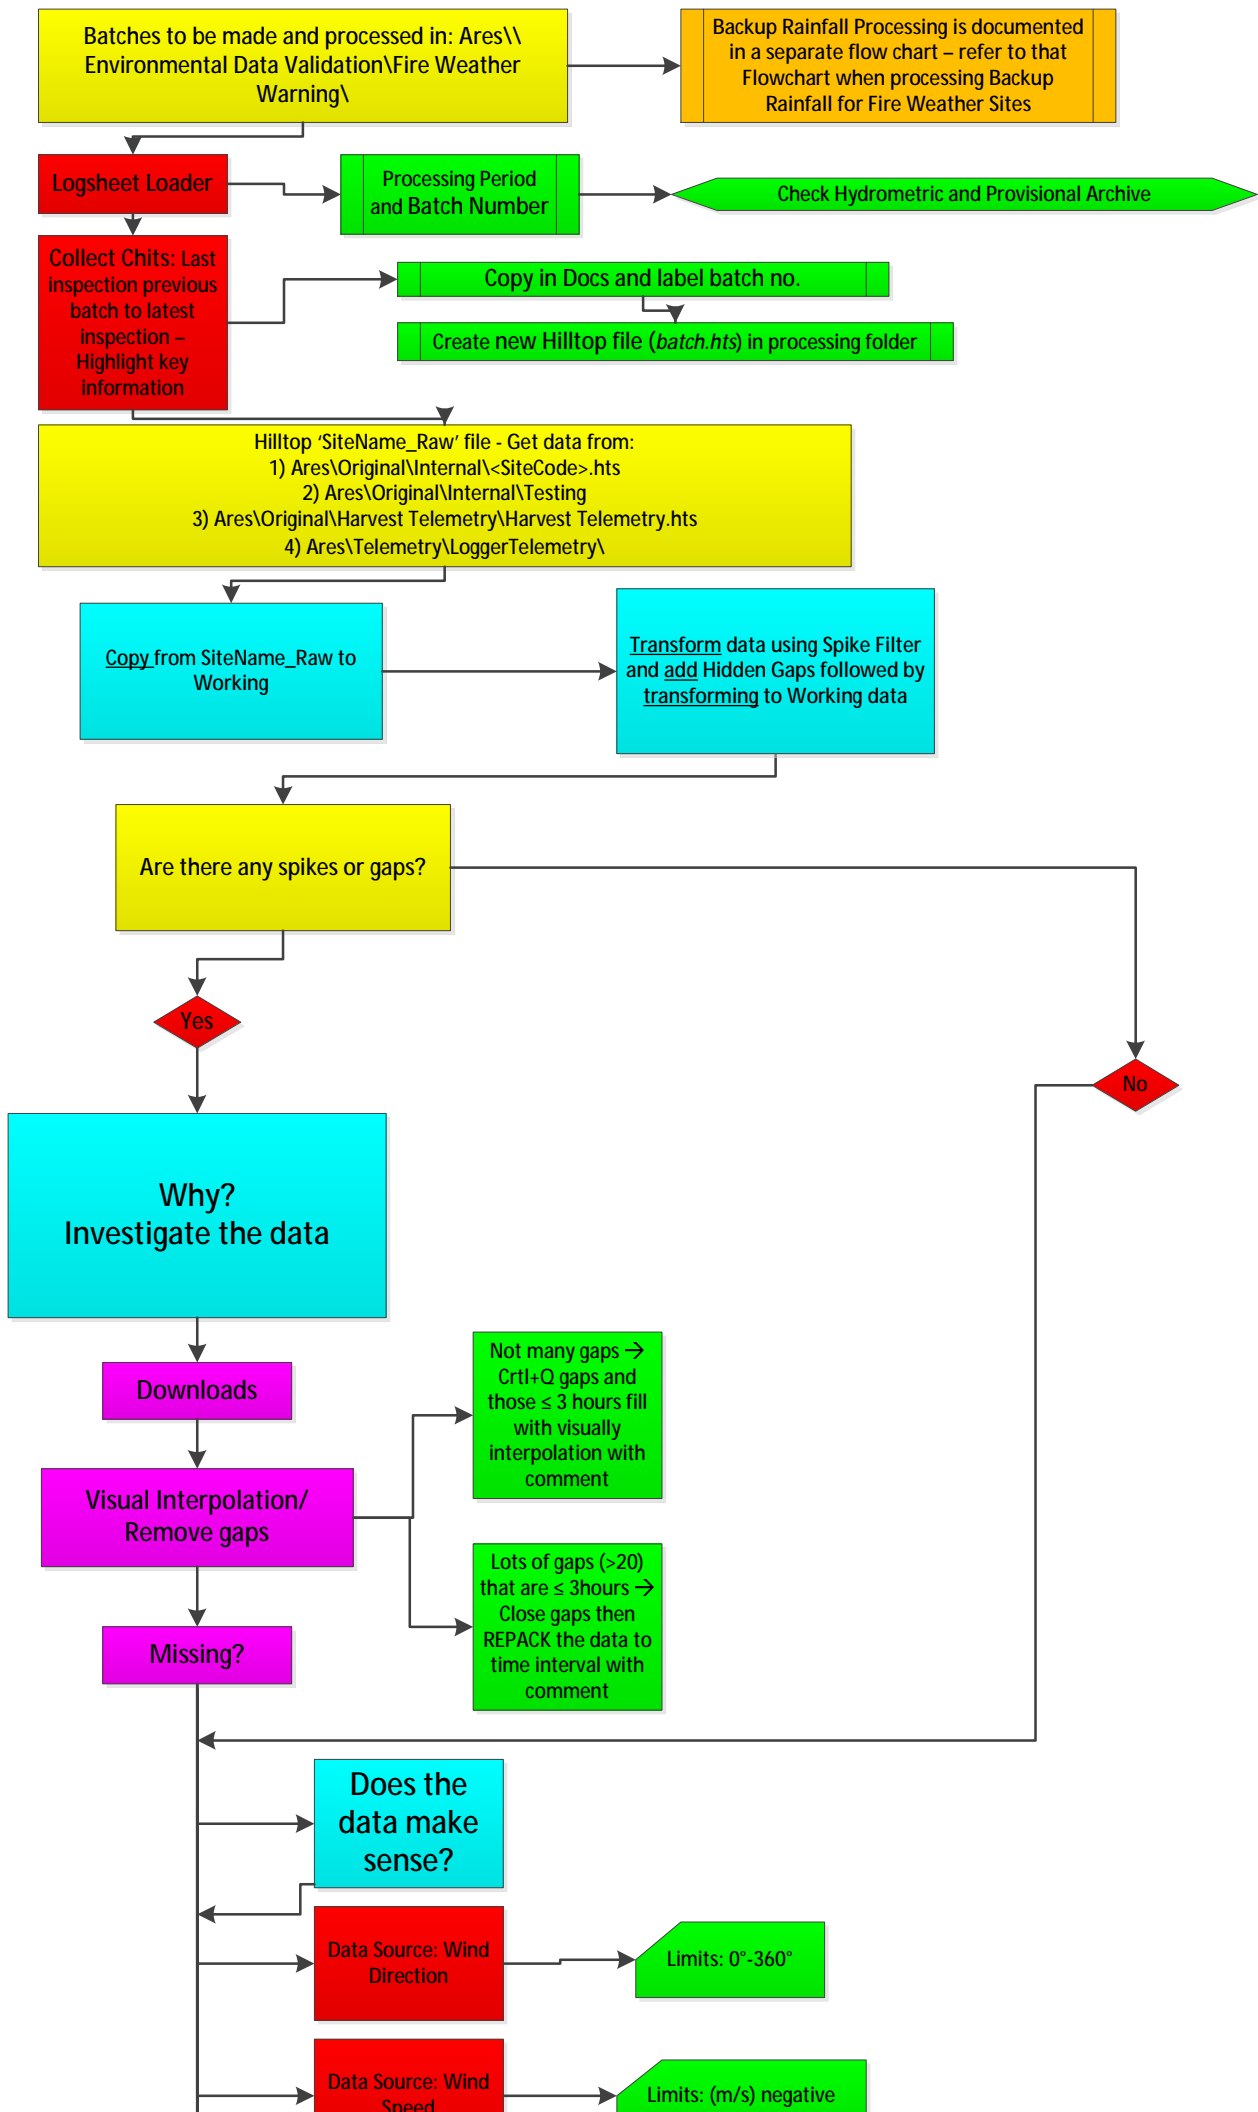 Batches to be made and processed in: Ares\\
Environmental Data Validation\Fire Weather
Warning\
Backup Rainfall Processing is documented
in a separate flow chart – refer to that
Flowchart when processing Backup
Rainfall for Fire Weather Sites
Logsheet Loader
Processing Period
and Batch Number
Check Hydrometric and Provisional Archive
Collect Chits: Last
inspection previous
batch to latest
inspection –
Highlight key
information
Copy in Docs and label batch no.
Create new Hilltop file (batch.hts) in processing folder
Hilltop ‘SiteName_Raw’ file - Get data from:
1) Ares\Original\Internal\<SiteCode>.hts
2) Ares\Original\Internal\Testing
3) Ares\Original\Harvest Telemetry\Harvest Telemetry.hts
4) Ares\Telemetry\LoggerTelemetry\
Copy from SiteName_Raw to
Working
Transform data using Spike Filter
and add Hidden Gaps followed by
transforming to Working data
Are there any spikes or gaps?
Yes
No
Why?
Investigate the data
Downloads
Not many gaps →
Crtl+Q gaps and
those ≤ 3 hours fill
with visually
interpolation with
comment
Visual Interpolation/
Remove gaps
Lots of gaps (>20)
that are ≤ 3hours →
Close gaps then
REPACK the data to
time interval with
comment
Missing?
Does the
data make
sense?
Data Source: Wind
Direction
Limits: 0°-360°
Data Source: Wind
Speed
Limits: (m/s) negative